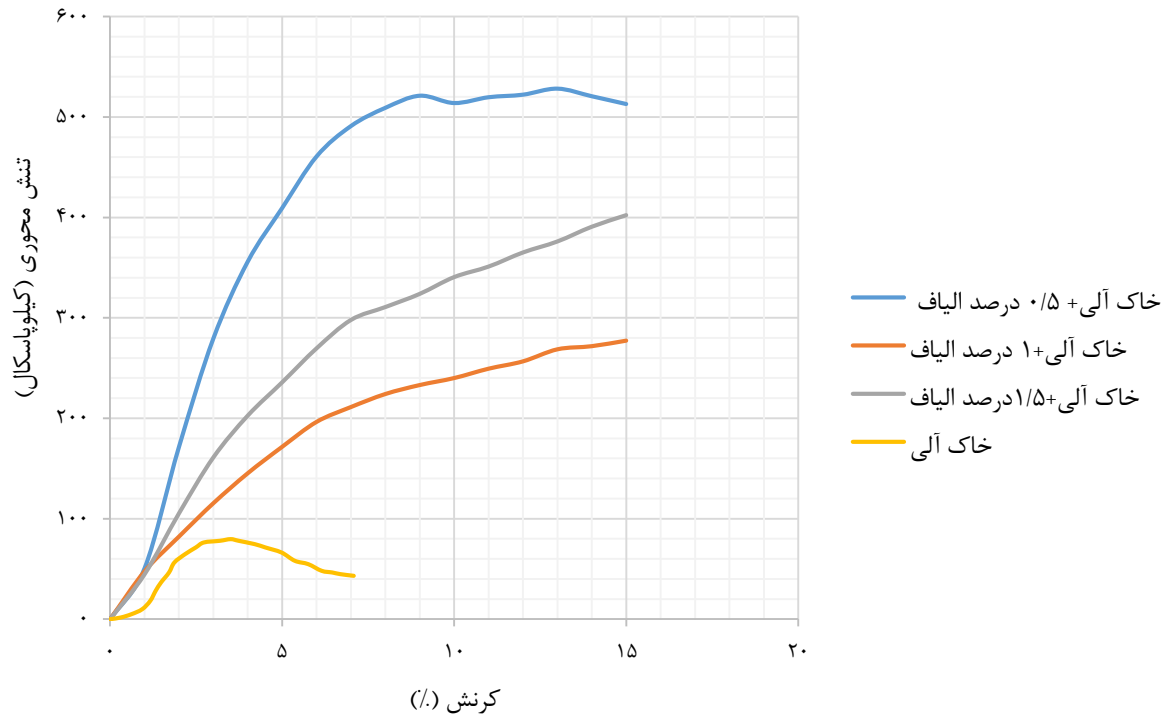 ۶۰۰
۵۰۰
۴۰۰
۳۰۰
۲۰۰
۱۰۰
۰
تنش محوری (کیلوپاسکال)
۰ ۵ ۱۰ ۱۵ ۲۰
کرنش (٪)
خاک آلی+ ۰/۵ درصد الیاف
خاک آلی+۱ درصد الیاف
خاک آلی+۱/۵درصد الیاف
خاک آلی